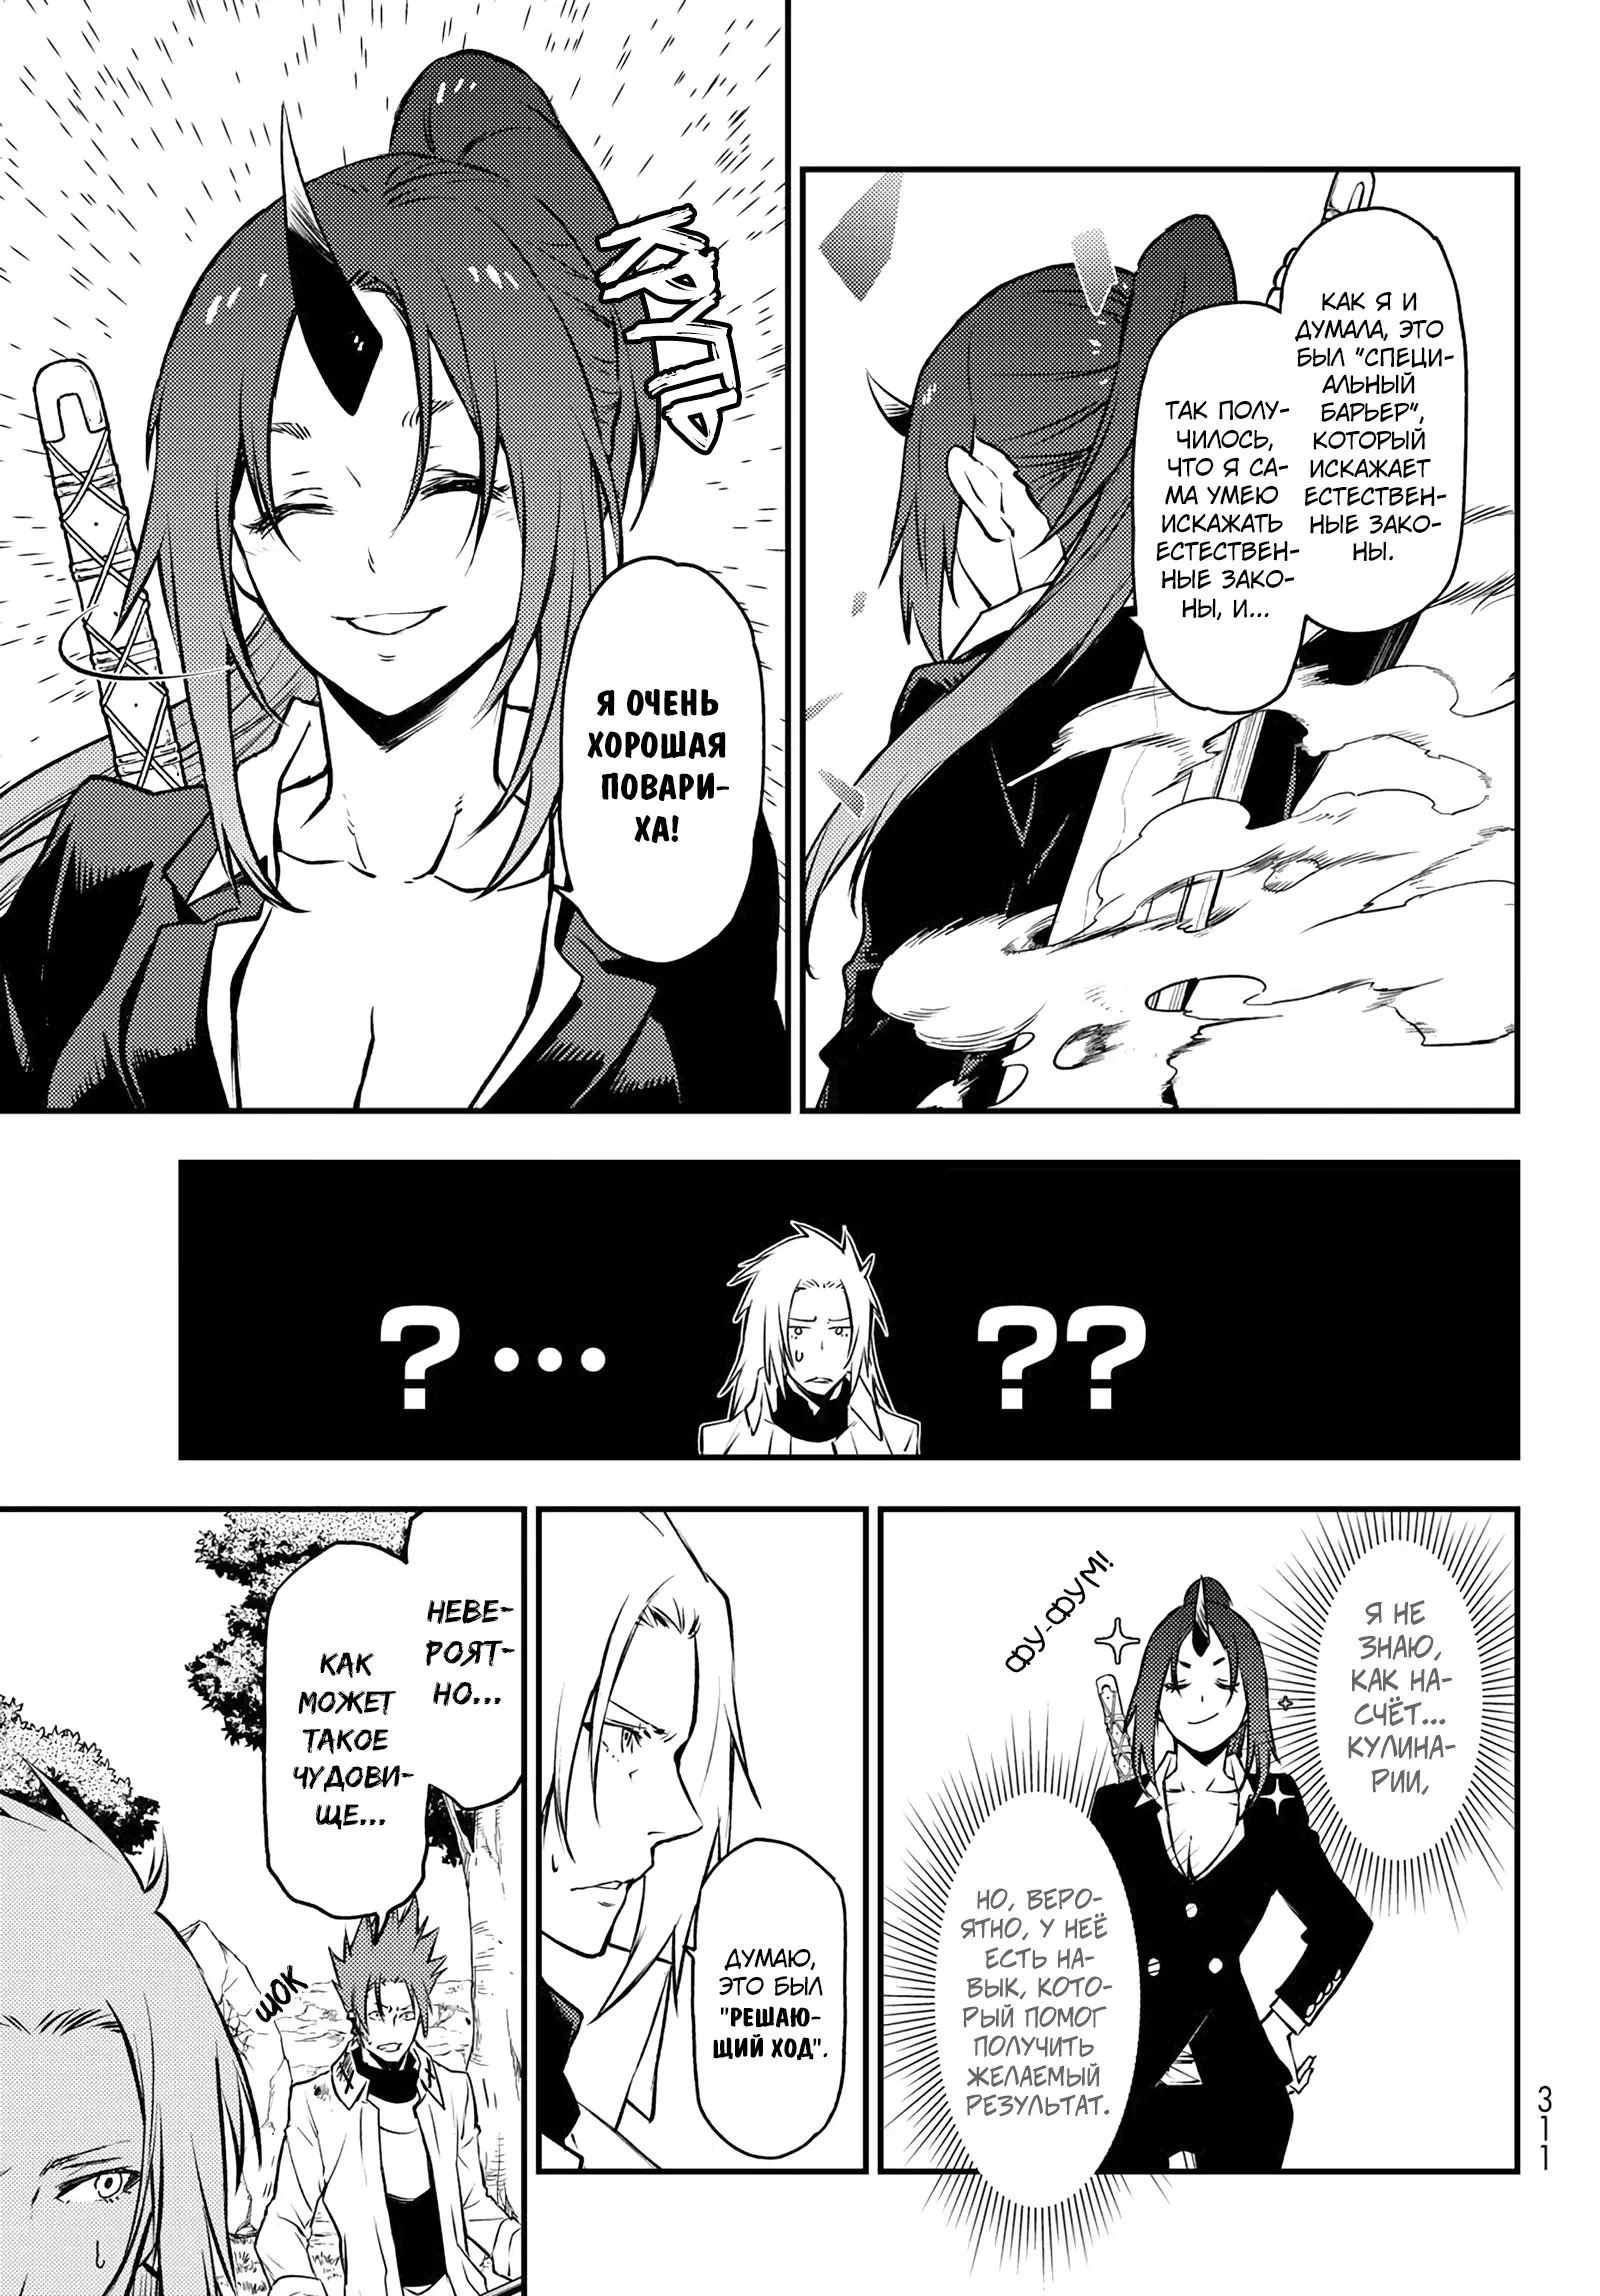 КАК Я И
ДУМАЛА, ЭТО
БЫЛ "СПЕЦИ-
АЛЬНЫЙ
БАРЬЕР",
КОТОРЫЙ
ИСКАЖАЕТ
ЕСТЕСТВЕН-
НЫЕ ЗАКО-
НЫ.
ТАК ПОЛУ-
ЧИЛОСЬ,
ЧТО Я СА-
МА УМЕЮ
ИСКАЖАТЬ
ЕСТЕСТВЕН-
НЫЕ ЗАКО-
НЫ, И...
КРУТЬ
Я ОЧЕНЬ
ХОРОШАЯ
ПОВАРИ-
ХА!
??
?...
Я НЕ
ЗНАЮ,
КАК НА-
СЧЁТ...
КУЛИНА-
РИИ,
ФУ-ФУМ!
НО, ВЕРО-
ЯТНО, У НЕЁ
ЕСТЬ НА-
ВЫК, КОТО-
РЫЙ ПОМОГ
ПОЛУЧИТЬ
ЖЕЛАЕМЫЙ
РЕЗУЛЬТАТ.
ДУМАЮ,
ЭТО БЫЛ
"РЕШАЮ-
ЩИЙ ХОД".
НЕВЕ-
РОЯТ-
НО...
КАК
МОЖЕТ
ТАКОЕ
ЧУДОВИ-
ЩЕ...
ШОК
311